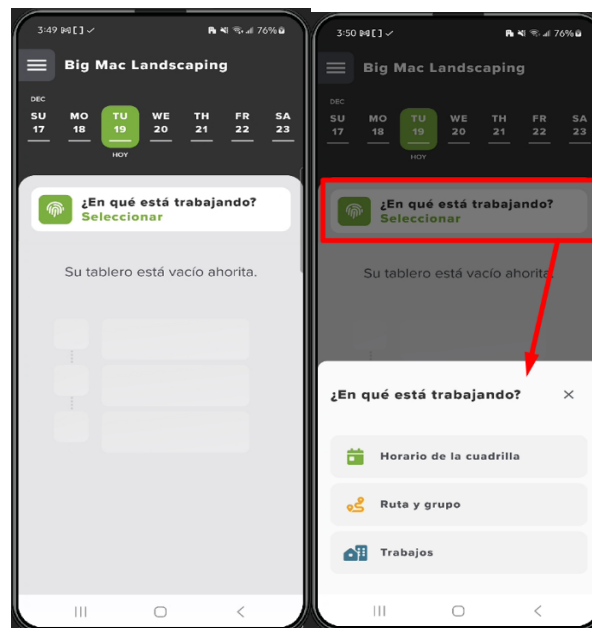 3:49
76%
Big Mac Landscaping
DEC
SU MO TU WE TH FR SA
17 18 19 20 21 22 23
HOY
¿En qué está trabajando?
Seleccionar
Su tablero está vacío ahorita.
3:50
76%
Big Mac Landscaping
DEC
SU MO TU WE TH FR SA
17 18 19 20 21 22 23
HOY
¿En qué está trabajando?
Seleccionar
Su tablero está vacío ahorita.
¿En qué está trabajando?
Horario de la cuadrilla
Ruta y grupo
Trabajos